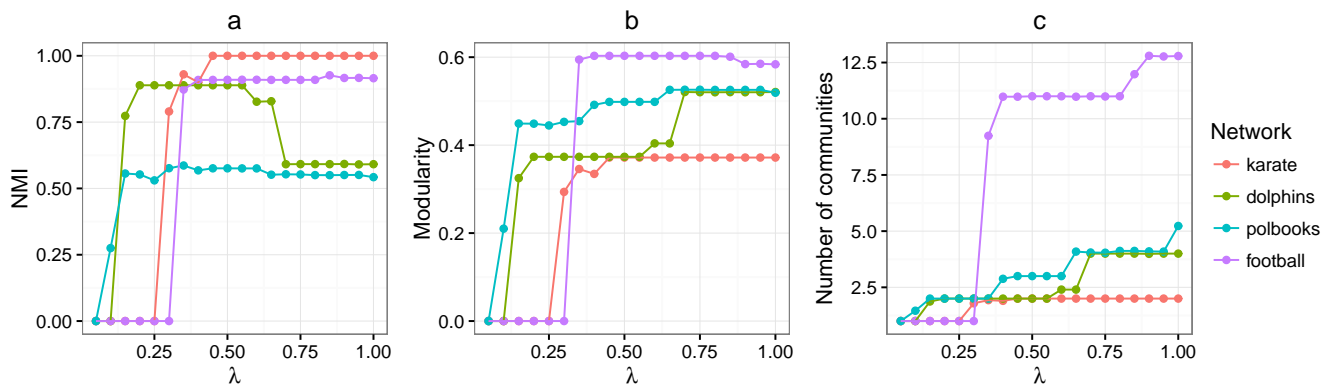 a
b
c
NMI
1.00
0.75
0.50
0.25
0.00
0.25
0.50
0.75
1.00
λ
Modularity
0.6
0.4
0.2
0.0
0.25
0.50
0.75
1.00
λ
Number of communities
12.5
10.0
7.5
5.0
2.5
0.25
0.50
0.75
1.00
λ
Network
karate
dolphins
polbooks
football